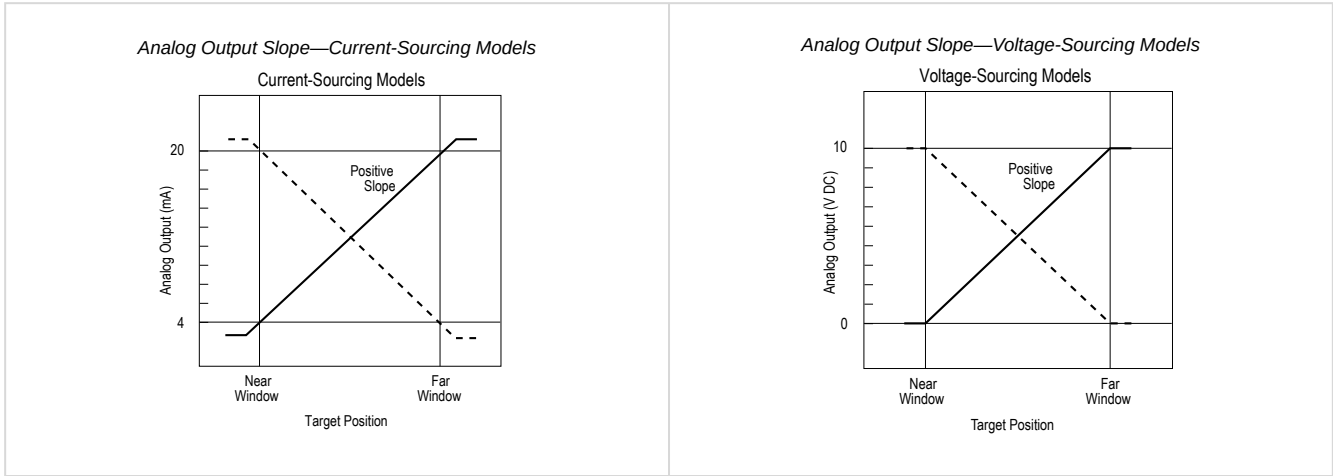 Analog Output Slope—Current-Sourcing Models
Current-Sourcing Models
20
Positive
Slope
Analog Output (mA)
4
Near
Window
Far
Window
Target Position
Analog Output Slope—Voltage-Sourcing Models
Voltage-Sourcing Models
10
Positive
Slope
Analog Output (V DC)
0
Near
Window
Far
Window
Target Position